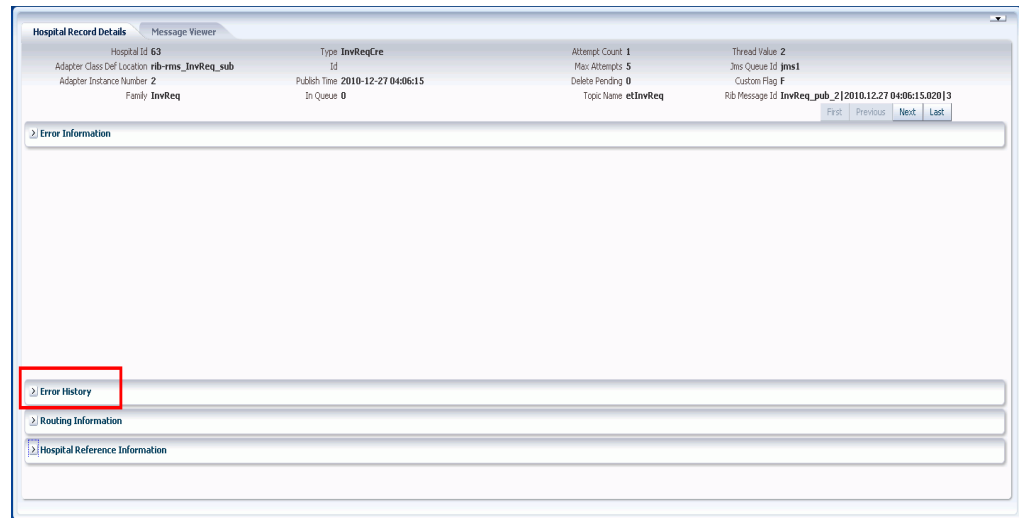 Hospital Record Details Message Viewer
Hospital Id 63 Type InvReqCre Attempt Count 1 Thread Value 2
Adapter Class Def Location rib-rms_InvReq_sub Id Max Attempts 5 Jms Queue Id jms1
Adapter Instance Number 2 Publish Time 2010-12-27 04:06:15 Delete Pending 0 Custom Flag F
Family InvReq In Queue 0 Topic Name etInvReq Rib Message Id InvReq_pub_2|2010.12.27 04:06:15.020|3
First Previous Next Last
Error Information
Error History
Routing Information
Hospital Reference Information